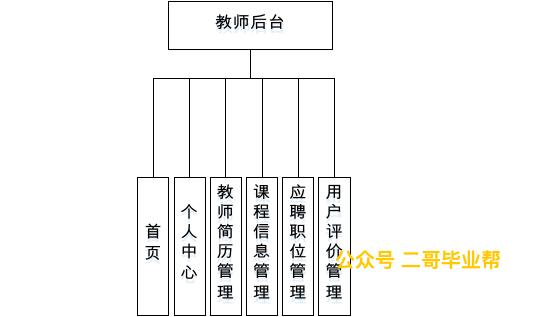 教师后台
首页
个人中心
教师简历管理
课程信息管理
应聘职位管理
用户评价管理
公众号 二哥毕业帮